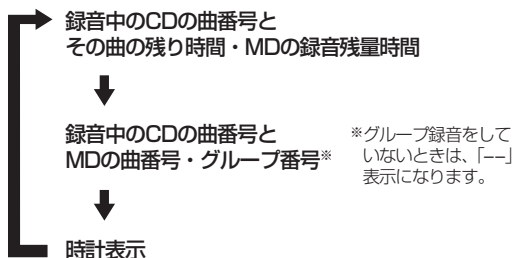 録音中のCDの曲番号と
その曲の残り時間・MDの録音残量時間
録音中のCDの曲番号と
MDの曲番号・グループ番号※
※グループ録音をして
いないときは、「−−」
表示になります。
時計表示